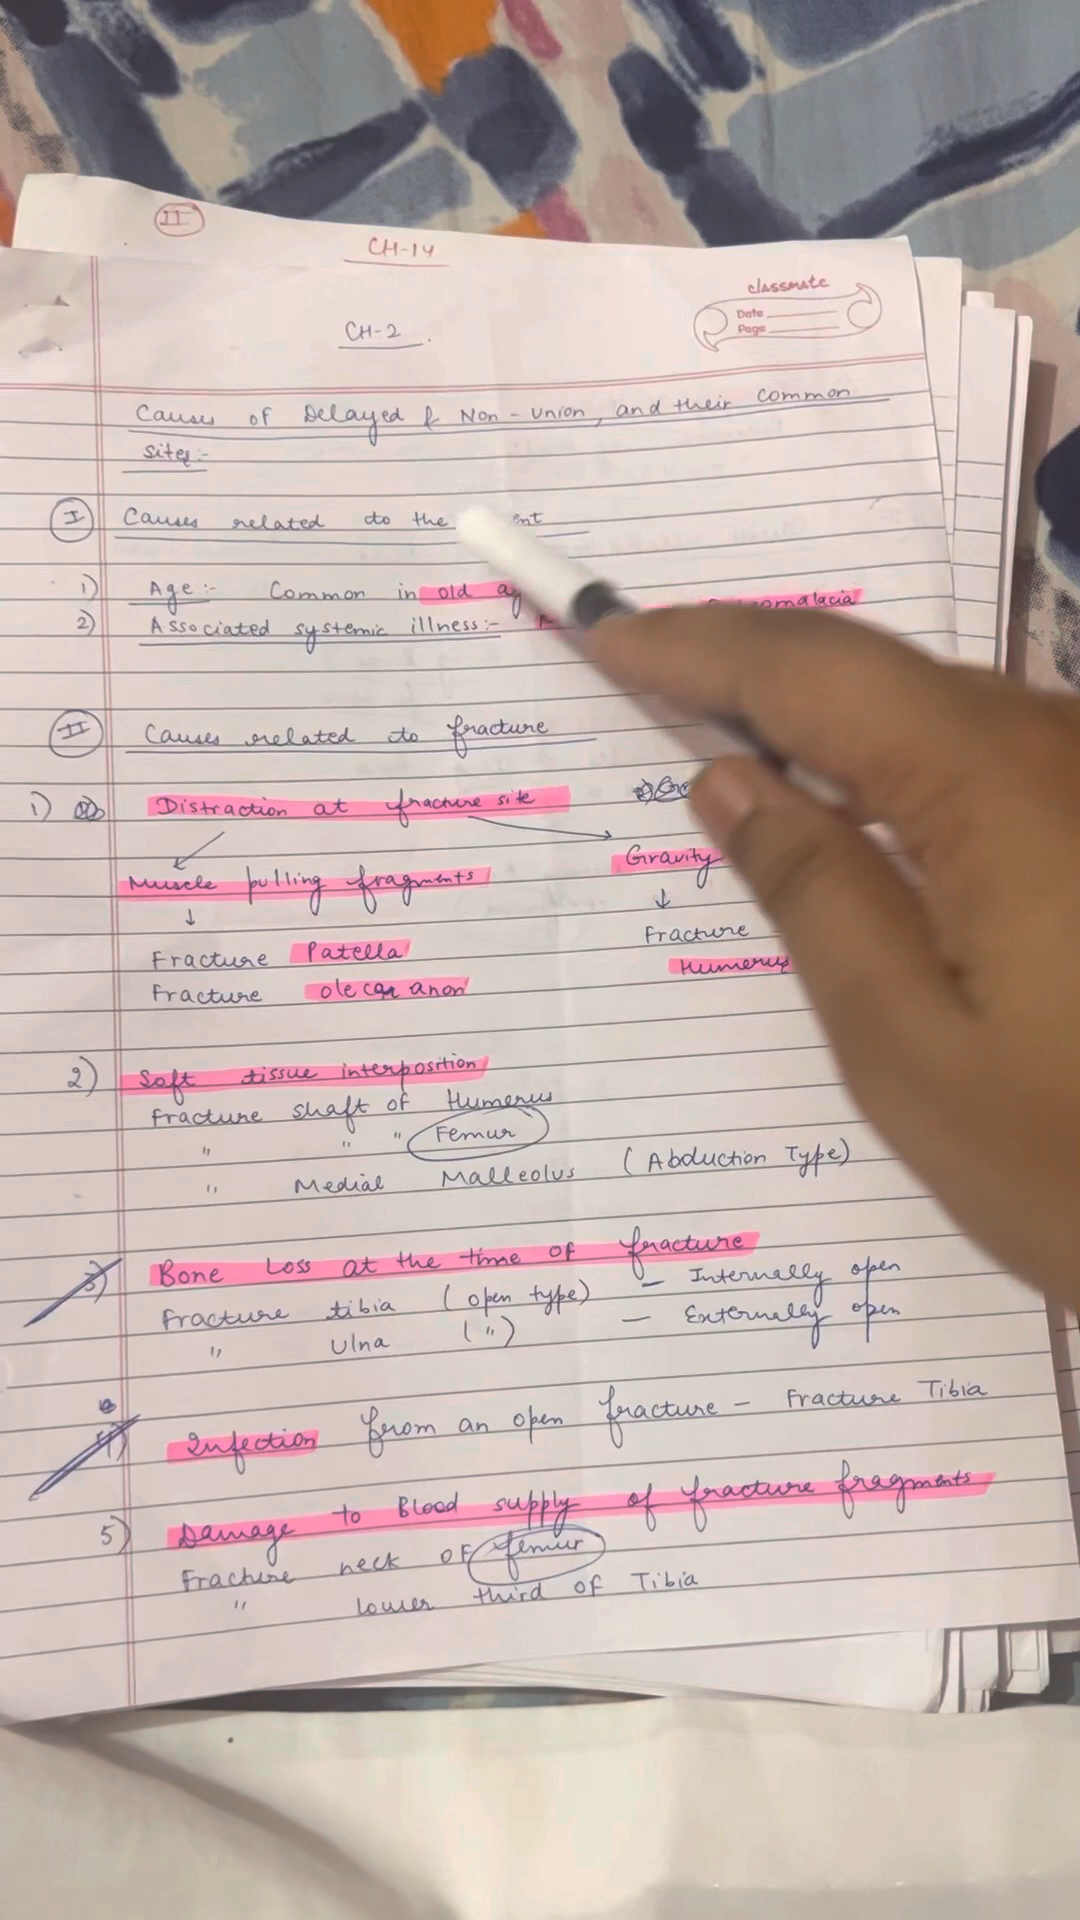 II
CH-14
classmate
Date
Page
CH-2.
Causes of Delayed & Non-Union, and their common
sites:-
I Causes related to the ent
1) Age:- Common in old ag
2) Associated systemic illness:- omalacia
II Causes related to fracture
1) Distraction at fracture site
Muscle pulling fragments Gravity
↓ ↓
Fracture Patella Fracture
Fracture olecranon Humerus
2) Soft tissue interposition
Fracture shaft of Humerus
" " " Femur
" Medial Malleolus (Abduction Type)
3) Bone Loss at the time of fracture
Fracture tibia (open type) - Internally open
" Ulna (") - Externally open
4) Infection from an open fracture - Fracture Tibia
5) Damage to Blood supply of fracture fragments
Fracture neck of femur
" lower third of Tibia